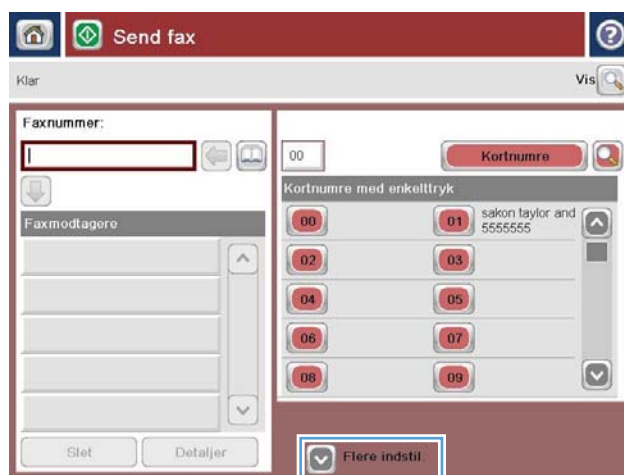 Send fax
?
Klar
Vis
Faxnummer:
Faxmodtagere
Slet
Detaljer
00
Kortnumre
Kortnumre med enkelttryk
00
01
sakon taylor and
5555555
02
03
04
05
06
07
08
09
Flere indstil.